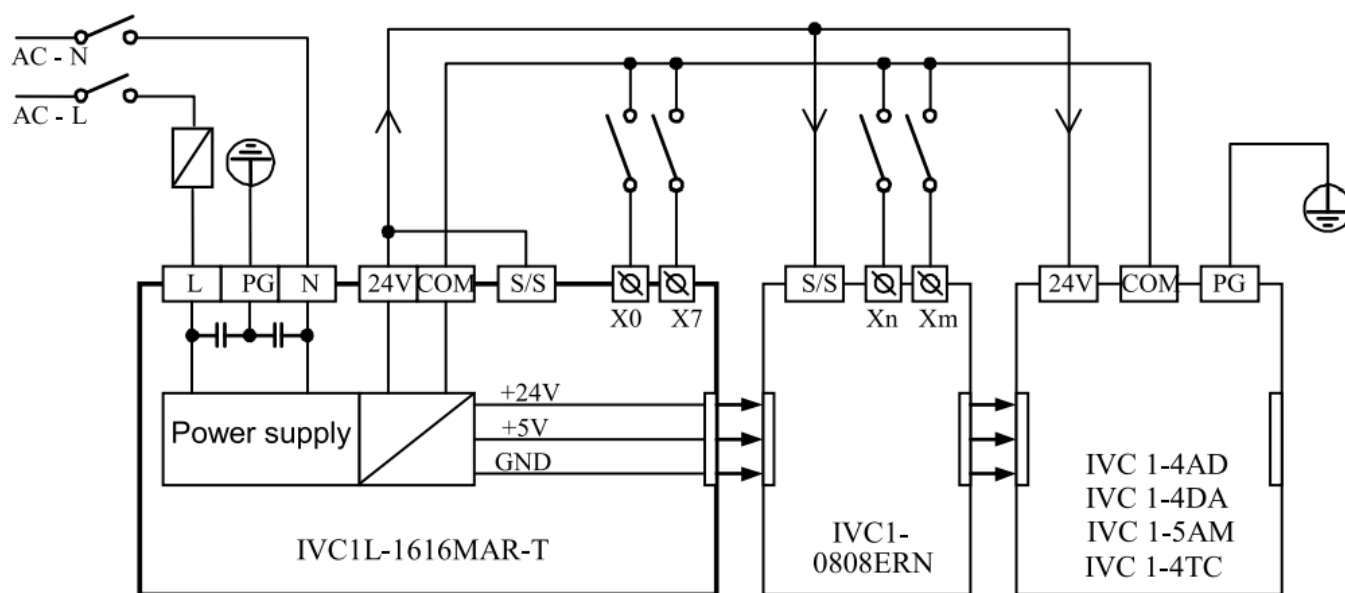 AC - N
AC - L
L PG N 24V COM S/S
X0 X7
S/S
Xn Xm
24V COM PG
+24V
+5V
GND
Power supply
IVC1L-1616MAR-T
IVC1-
0808ERN
IVC 1-4AD
IVC 1-4DA
IVC 1-5AM
IVC 1-4TC